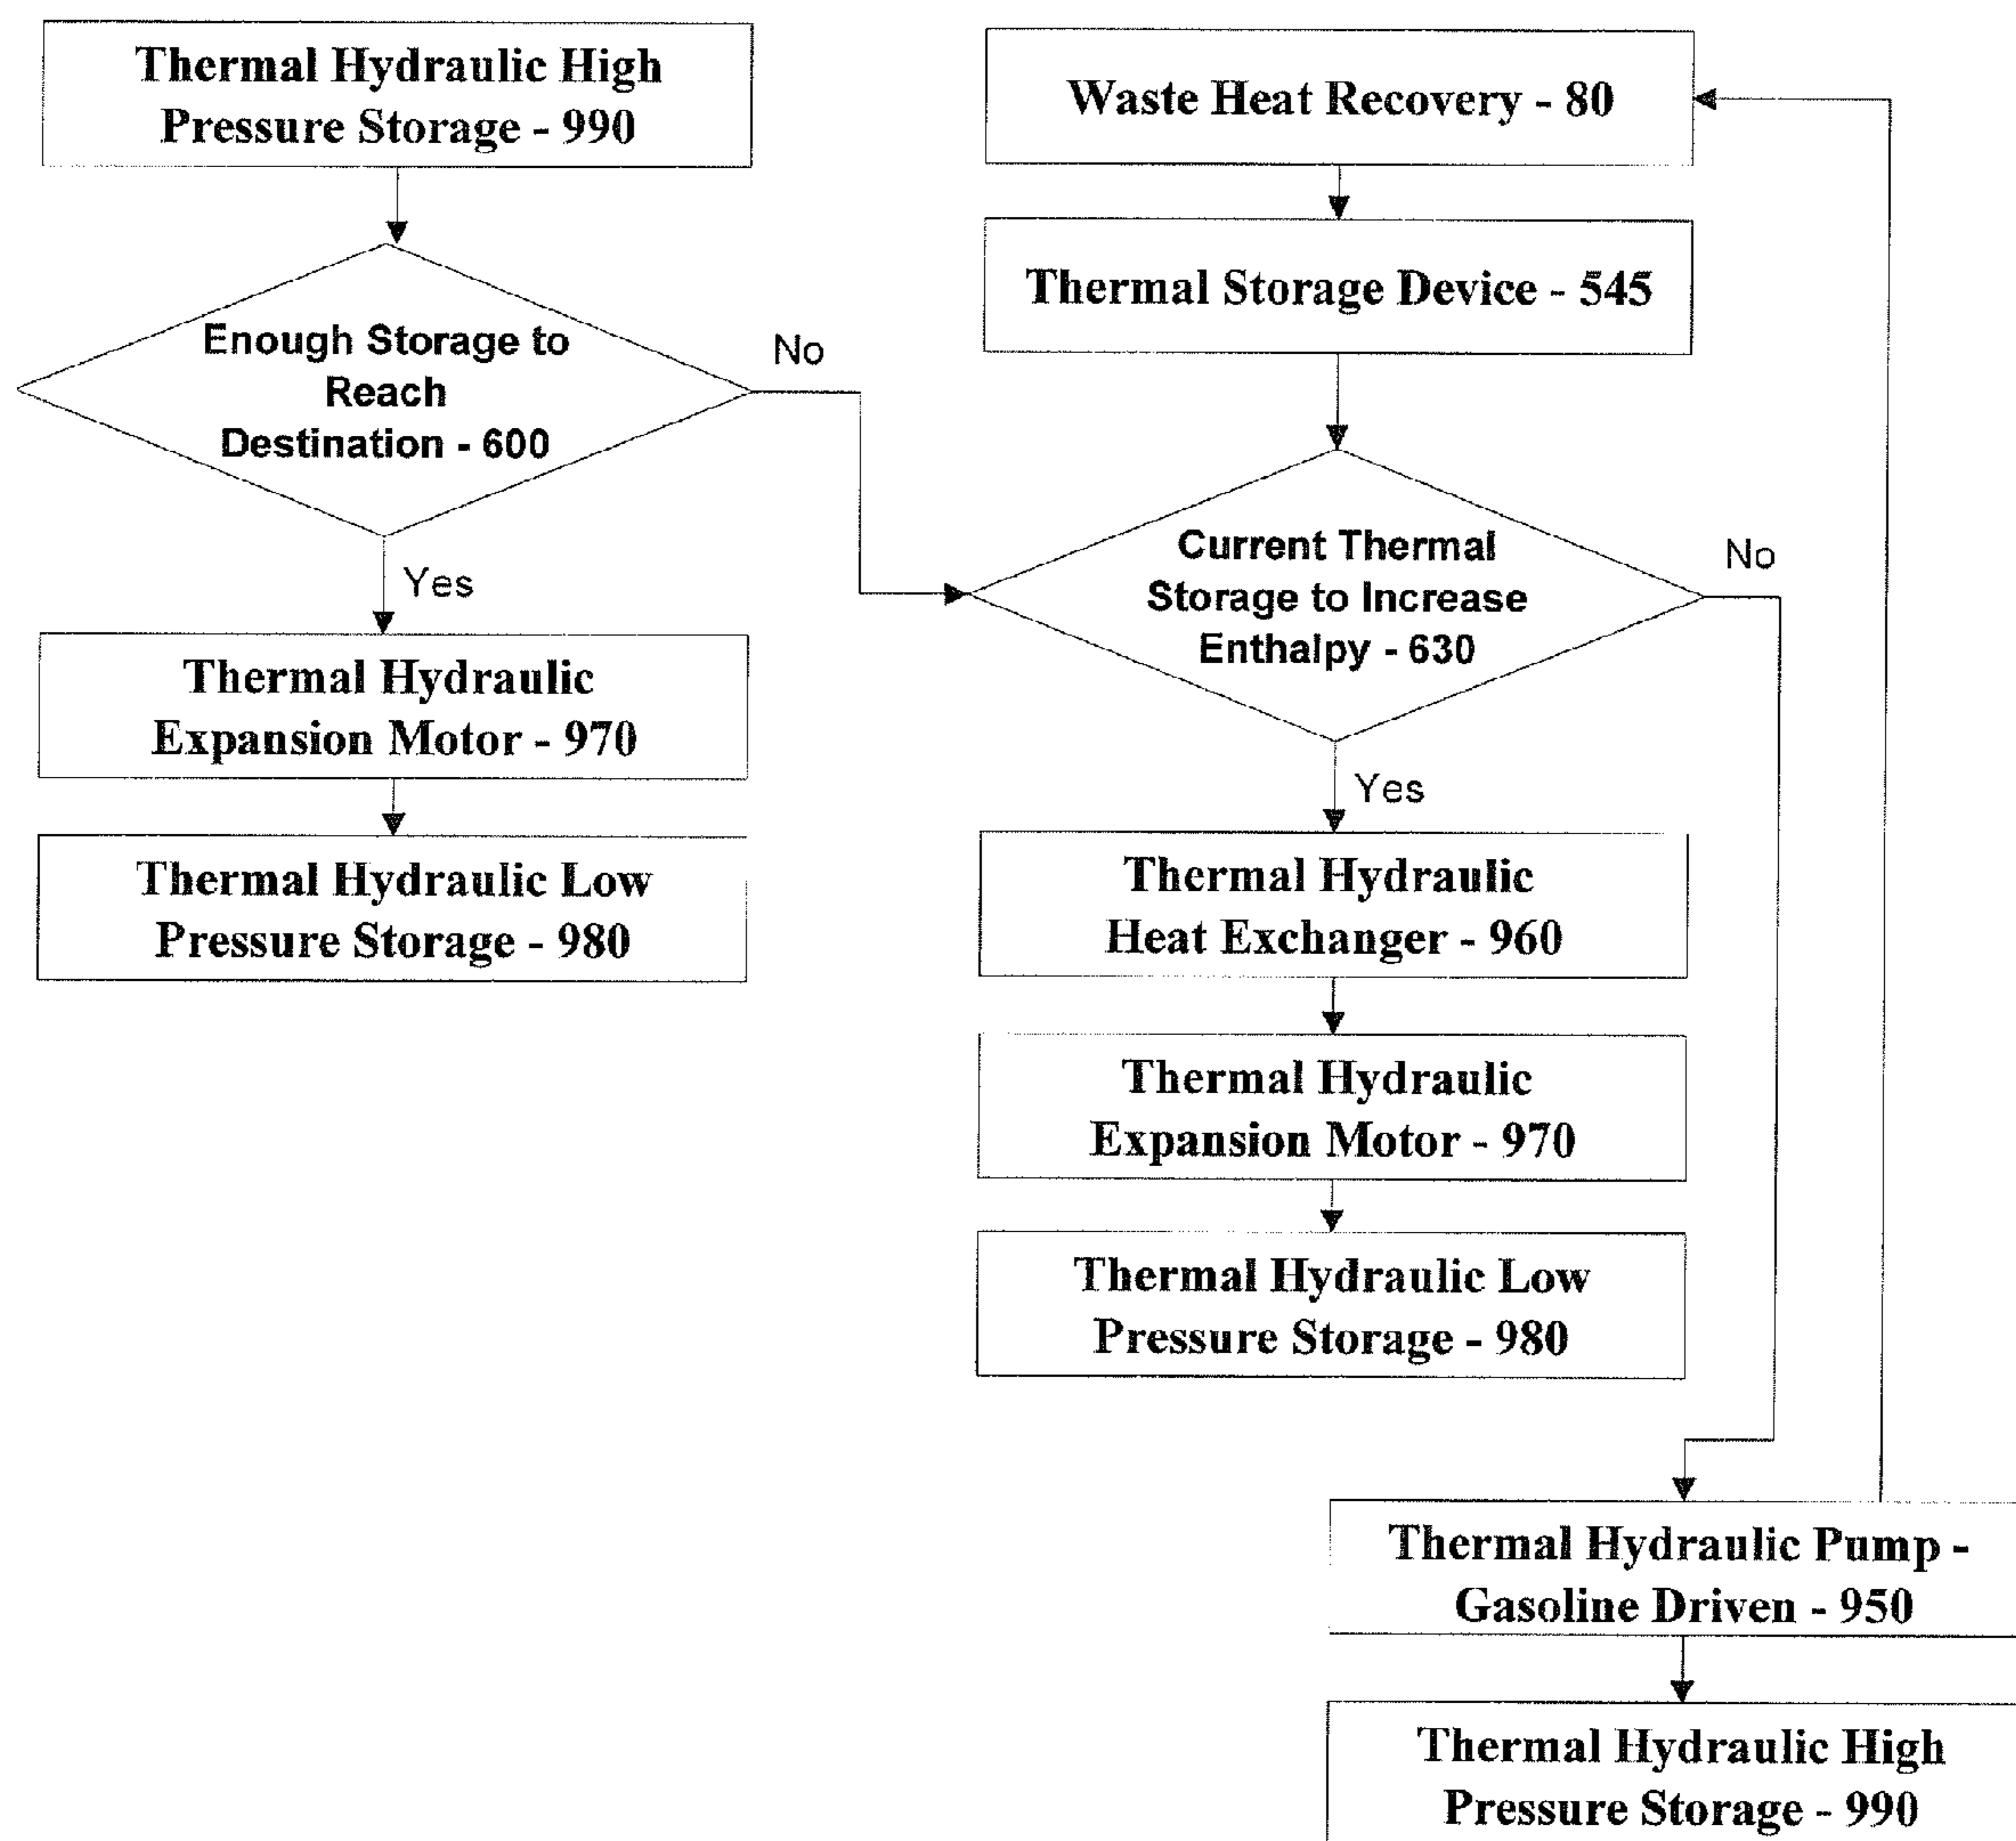 Thermal Hydraulic High
Pressure Storage - 990
Enough Storage to
Reach
Destination - 600
No
Yes
Thermal Hydraulic
Expansion Motor - 970
Thermal Hydraulic Low
Pressure Storage - 980
Waste Heat Recovery - 80
Thermal Storage Device - 545
Current Thermal
Storage to Increase
Enthalpy - 630
No
Yes
Thermal Hydraulic
Heat Exchanger - 960
Thermal Hydraulic
Expansion Motor - 970
Thermal Hydraulic Low
Pressure Storage - 980
Thermal Hydraulic Pump -
Gasoline Driven - 950
Thermal Hydraulic High
Pressure Storage - 990